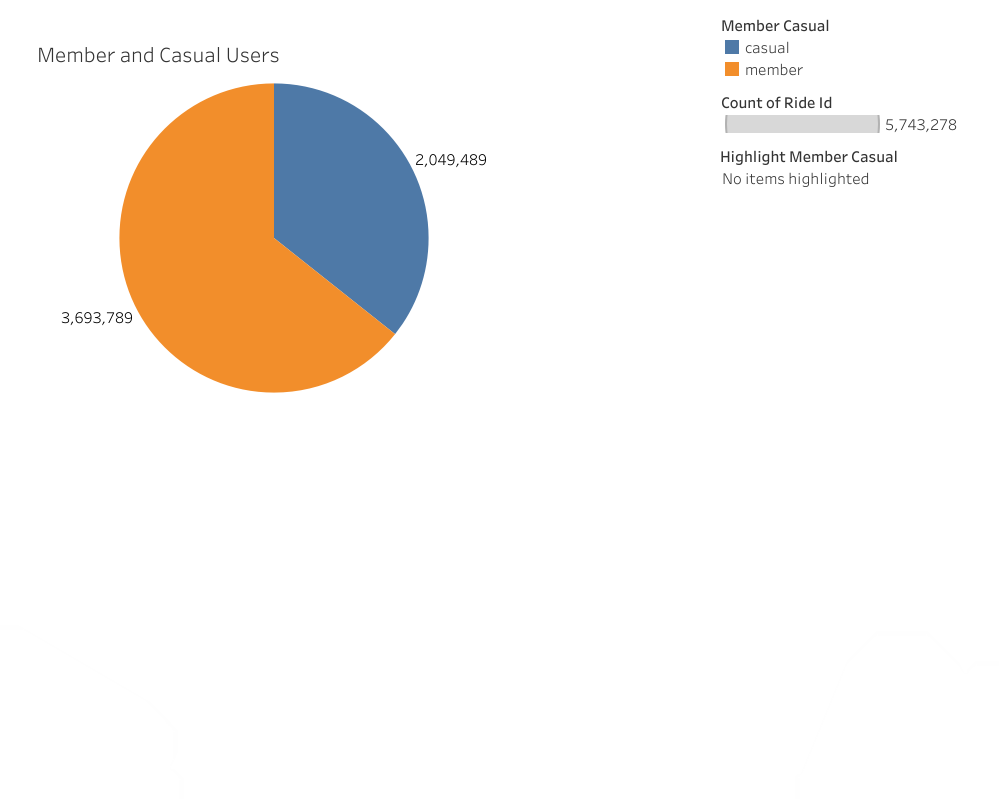 Member and Casual Users
2,049,489
3,693,789
Member Casual
casual
member
Count of Ride Id
5,743,278
Highlight Member Casual
No items highlighted